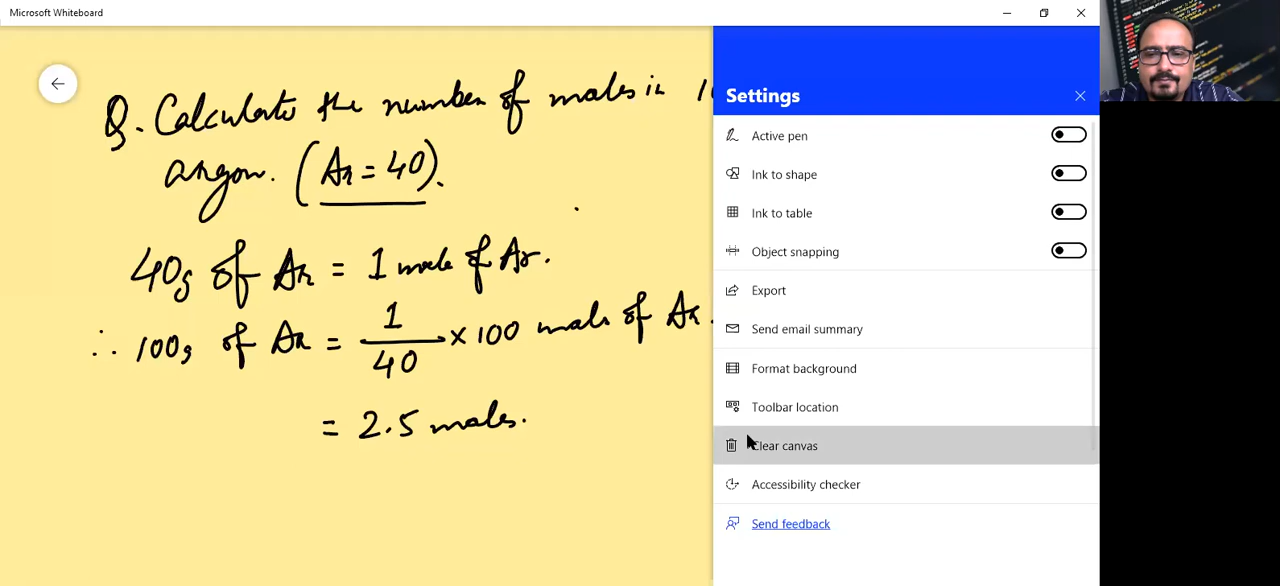 Microsoft Whiteboard
Q. Calculate the number of moles in 1
argon. (Ar = 40).
40g of Ar = 1 mole of Ar.
∴ 100g of Ar = 1/40 × 100 moles of Ar.
= 2.5 moles.
Settings
Active pen
Ink to shape
Ink to table
Object snapping
Export
Send email summary
Format background
Toolbar location
Clear canvas
Accessibility checker
Send feedback